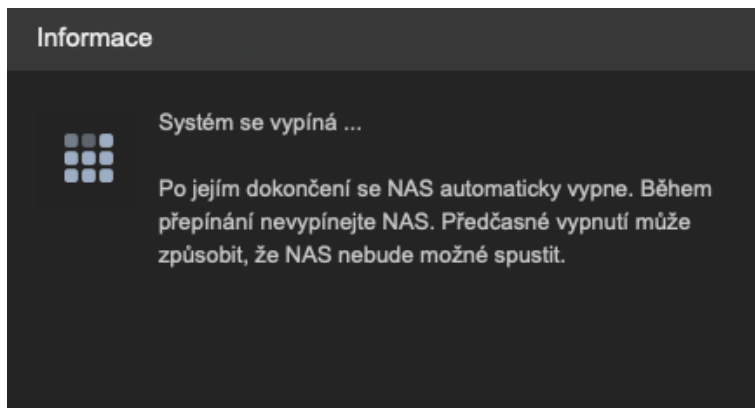 Informace
Systém se vypíná ...
Po jejím dokončení se NAS automaticky vypne. Během
přepínání nevypínejte NAS. Předčasné vypnutí může
způsobit, že NAS nebude možné spustit.